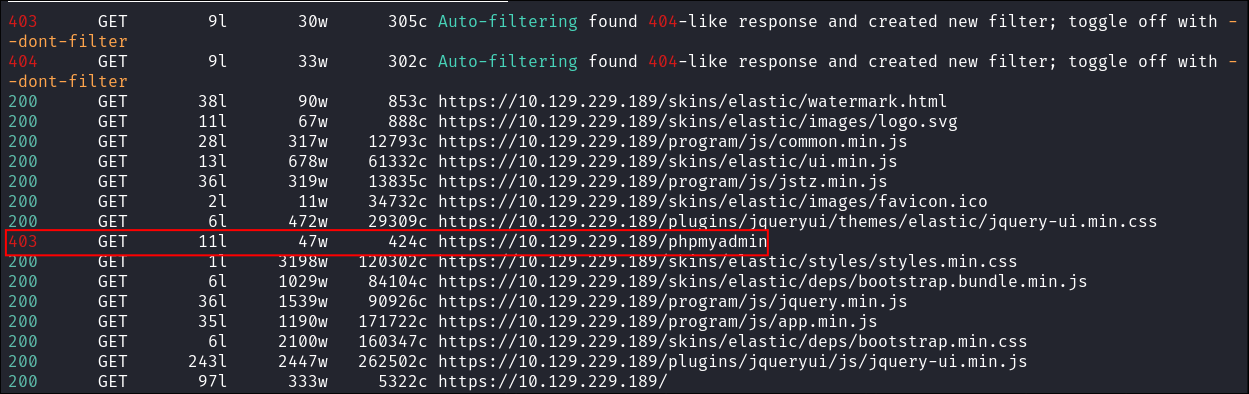 403 GET 9l 30w 305c Auto-filtering found 404-like response and created new filter; toggle off with -
-dont-filter
404 GET 9l 33w 302c Auto-filtering found 404-like response and created new filter; toggle off with -
-dont-filter
200 GET 38l 90w 853c https://10.129.229.189/skins/elastic/watermark.html
200 GET 11l 67w 888c https://10.129.229.189/skins/elastic/images/logo.svg
200 GET 28l 317w 12793c https://10.129.229.189/program/js/common.min.js
200 GET 13l 678w 61332c https://10.129.229.189/skins/elastic/ui.min.js
200 GET 36l 319w 13835c https://10.129.229.189/program/js/jstz.min.js
200 GET 2l 11w 34732c https://10.129.229.189/skins/elastic/images/favicon.ico
200 GET 6l 472w 29309c https://10.129.229.189/plugins/jqueryui/themes/elastic/jquery-ui.min.css
403 GET 11l 47w 424c https://10.129.229.189/phpmyadmin
200 GET 1l 3198w 120302c https://10.129.229.189/skins/elastic/styles/styles.min.css
200 GET 6l 1029w 84104c https://10.129.229.189/skins/elastic/deps/bootstrap.bundle.min.js
200 GET 36l 1539w 90926c https://10.129.229.189/program/js/jquery.min.js
200 GET 35l 1190w 171722c https://10.129.229.189/program/js/app.min.js
200 GET 6l 2100w 160347c https://10.129.229.189/skins/elastic/deps/bootstrap.min.css
200 GET 243l 2447w 262502c https://10.129.229.189/plugins/jqueryui/js/jquery-ui.min.js
200 GET 97l 333w 5322c https://10.129.229.189/